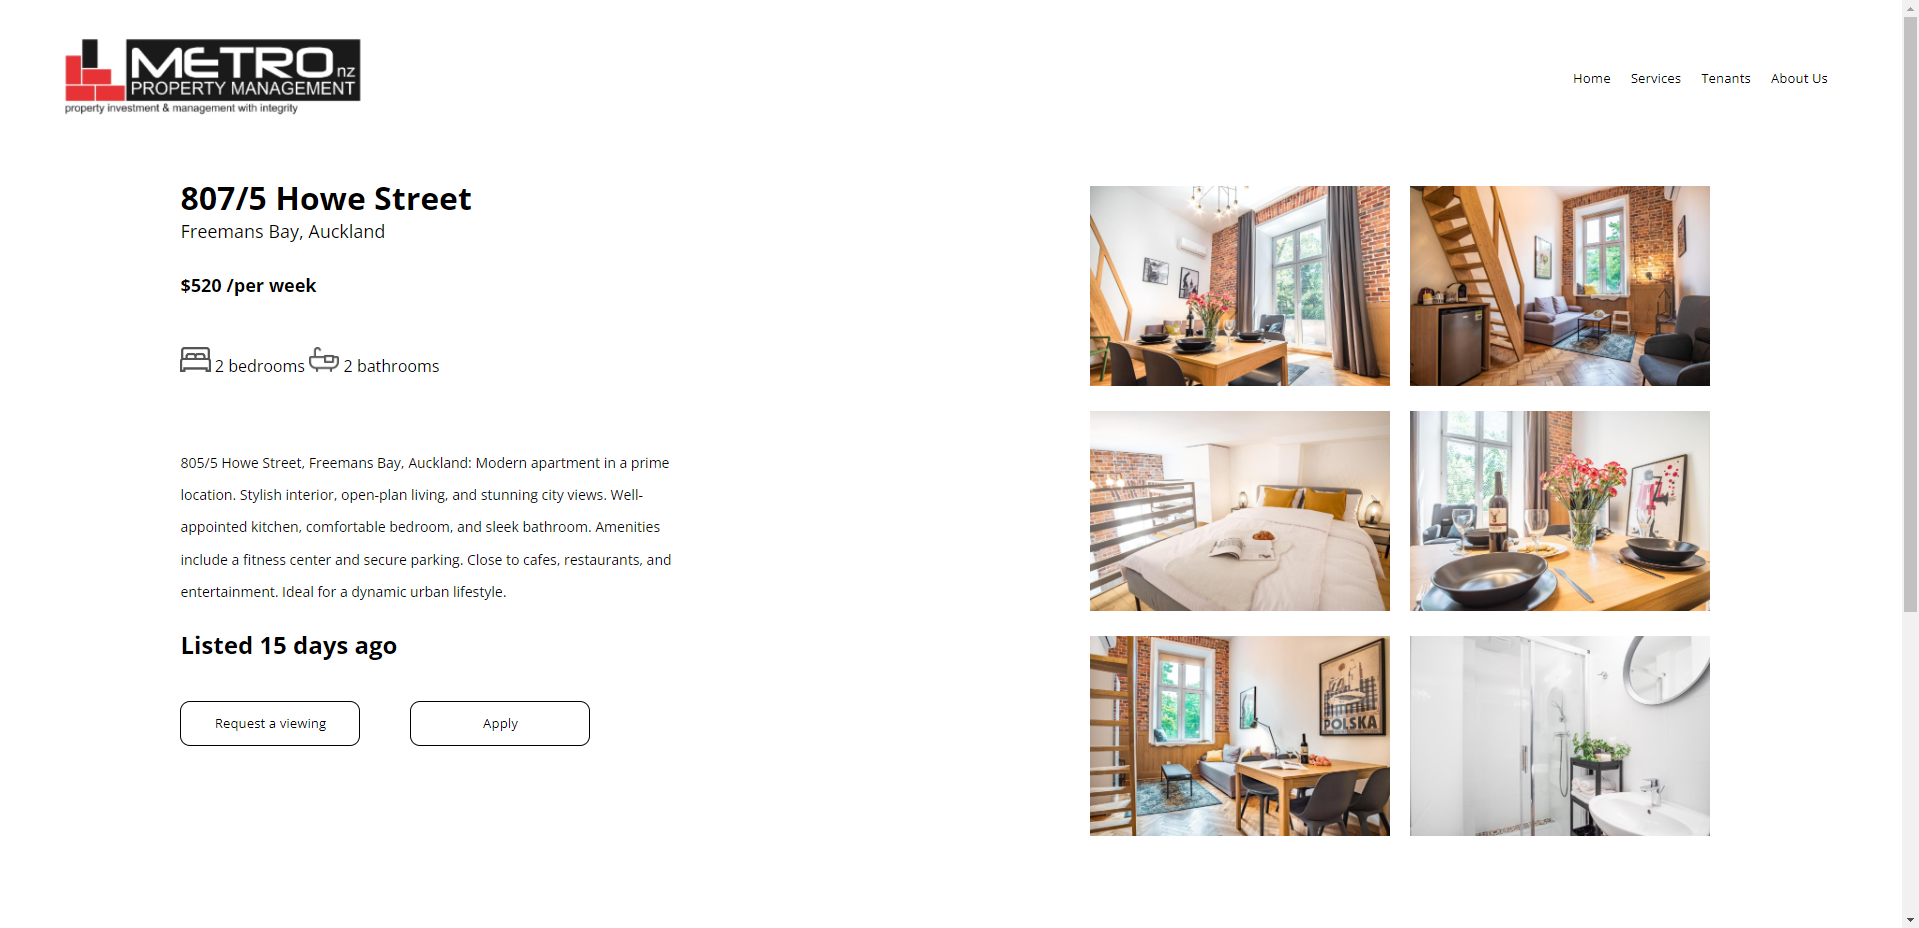 METRO nz
PROPERTY MANAGEMENT
property investment & management with integrity
Home Services Tenants About Us
807/5 Howe Street
Freemans Bay, Auckland
$520 /per week
2 bedrooms 2 bathrooms
805/5 Howe Street, Freemans Bay, Auckland: Modern apartment in a prime
location. Stylish interior, open-plan living, and stunning city views. Well-
appointed kitchen, comfortable bedroom, and sleek bathroom. Amenities
include a fitness center and secure parking. Close to cafes, restaurants, and
entertainment. Ideal for a dynamic urban lifestyle.
Listed 15 days ago
Request a viewing Apply
POLSKA